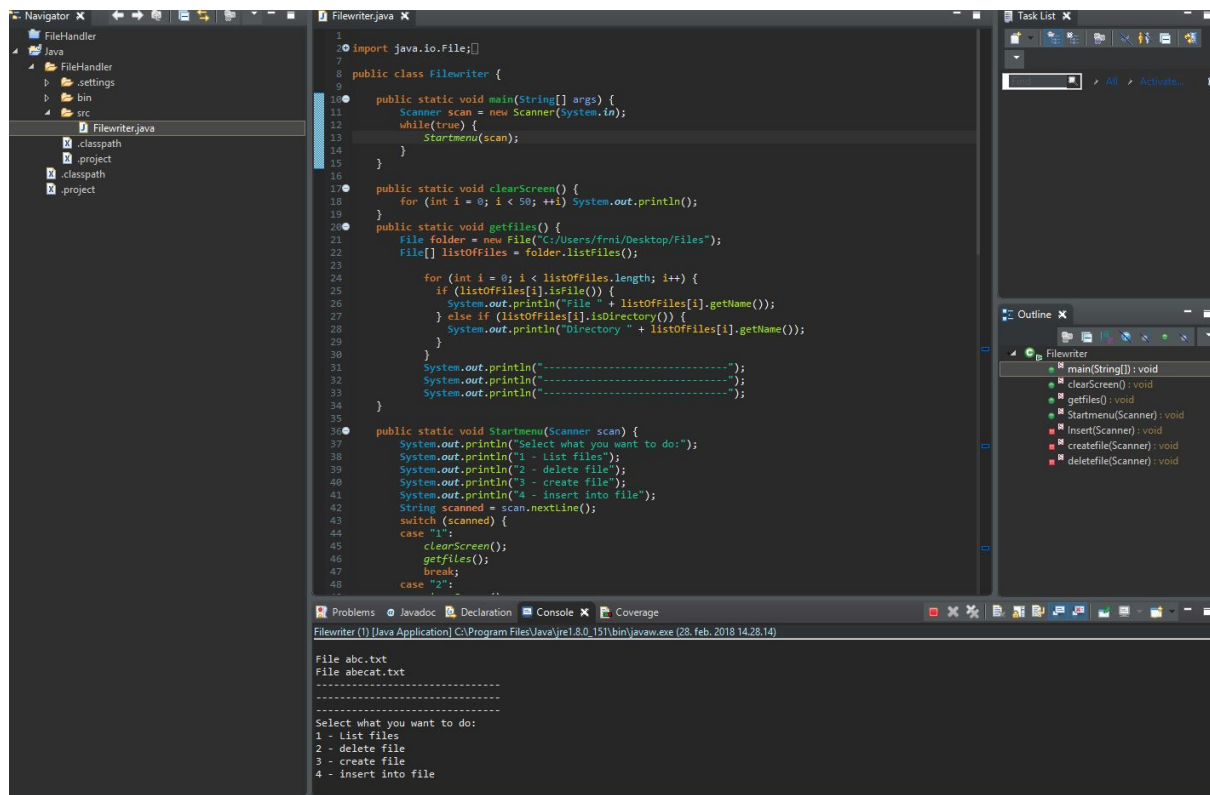 Navigator
FileHandler
Java
FileHandler
.settings
bin
src
Filewriter.java
.classpath
.project
.classpath
.project
Filewriter.java
1
2 import java.io.File;
7
8 public class Filewriter {
9
10     public static void main(String[] args) {
11         Scanner scan = new Scanner(System.in);
12         while(true) {
13             Startmenu(scan);
14         }
15     }
16
17     public static void clearScreen() {
18         for (int i = 0; i < 50; ++i) System.out.println();
19     }
20     public static void getfiles() {
21         File folder = new File("C:/Users/frni/Desktop/Files");
22         File[] listOfFiles = folder.listFiles();
23
24             for (int i = 0; i < listOfFiles.length; i++) {
25               if (listOfFiles[i].isFile()) {
26                 System.out.println("File " + listOfFiles[i].getName());
27               } else if (listOfFiles[i].isDirectory()) {
28                 System.out.println("Directory " + listOfFiles[i].getName());
29               }
30             }
31             System.out.println("-------------------------------");
32             System.out.println("-------------------------------");
33             System.out.println("-------------------------------");
34     }
35
36     public static void Startmenu(Scanner scan) {
37         System.out.println("Select what you want to do:");
38         System.out.println("1 - List files");
39         System.out.println("2 - delete file");
40         System.out.println("3 - create file");
41         System.out.println("4 - insert into file");
42         String scanned = scan.nextLine();
43         switch (scanned) {
44         case "1":
45             clearScreen();
46             getfiles();
47             break;
48         case "2":
Task List
Find
All
Activate...
Outline
Filewriter
main(String[]) : void
clearScreen() : void
getfiles() : void
Startmenu(Scanner) : void
Insert(Scanner) : void
createfile(Scanner) : void
deletefile(Scanner) : void
Problems @ Javadoc Declaration Console Coverage
Filewriter (1) [Java Application] C:\Program Files\Java\jre1.8.0_151\bin\javaw.exe (28. feb. 2018 14.28.14)
File abc.txt
File abecat.txt
-------------------------------
-------------------------------
-------------------------------
Select what you want to do:
1 - List files
2 - delete file
3 - create file
4 - insert into file